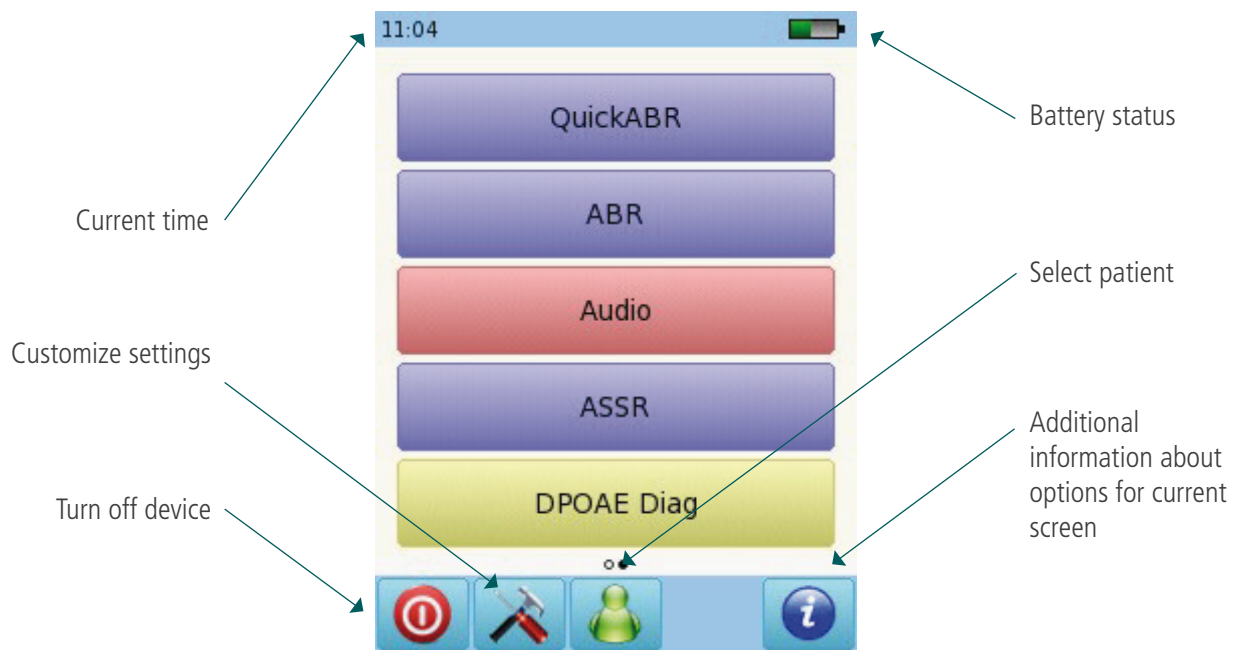 11:04
QuickABR
ABR
Audio
ASSR
DPOAE Diag
Current time
Customize settings
Turn off device
Battery status
Select patient
Additional
information about
options for current
screen
i